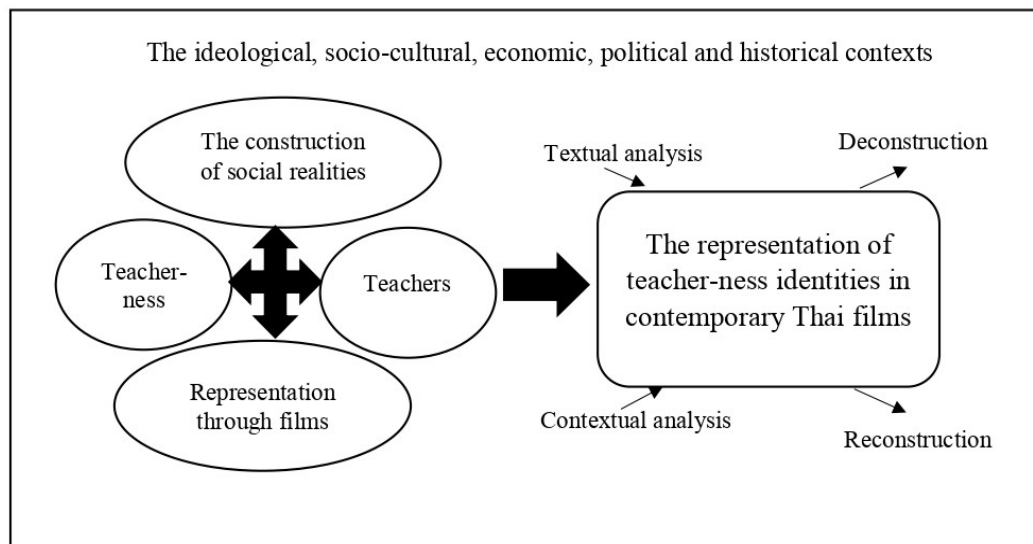 The ideological, socio-cultural, economic, political and historical contexts
The construction
of social realities
Teacher-
ness
Teachers
Representation
through films
Textual analysis
Deconstruction
The representation of
teacher-ness identities in
contemporary Thai films
Contextual analysis
Reconstruction